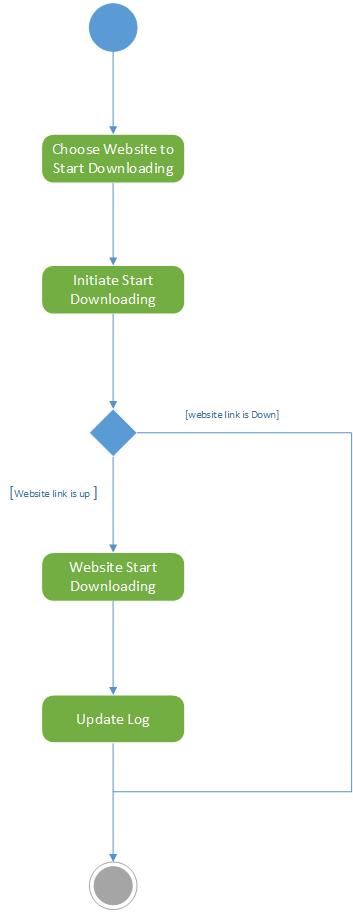 Choose Website to
Start Downloading
Initiate Start
Downloading
[website link is Down]
[Website link is up ]
Website Start
Downloading
Update Log